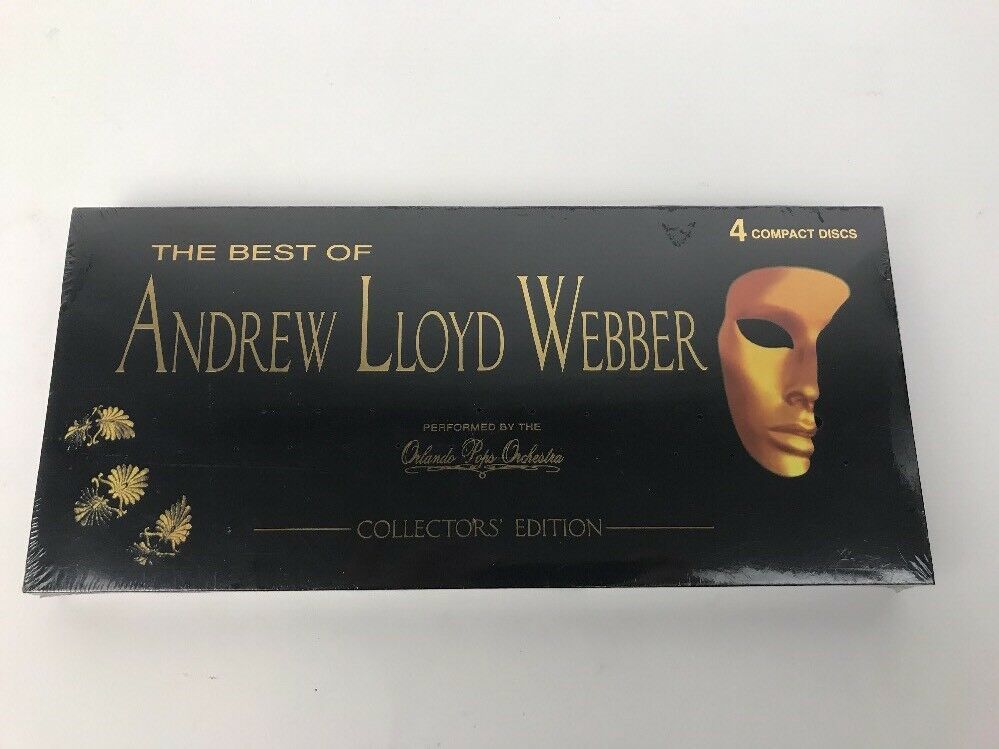 4 COMPACT DISCS
THE BEST OF
ANDREW LLOYD WEBBER
PERFORMED BY THE
Orlando Pops Orchestra
COLLECTORS' EDITION